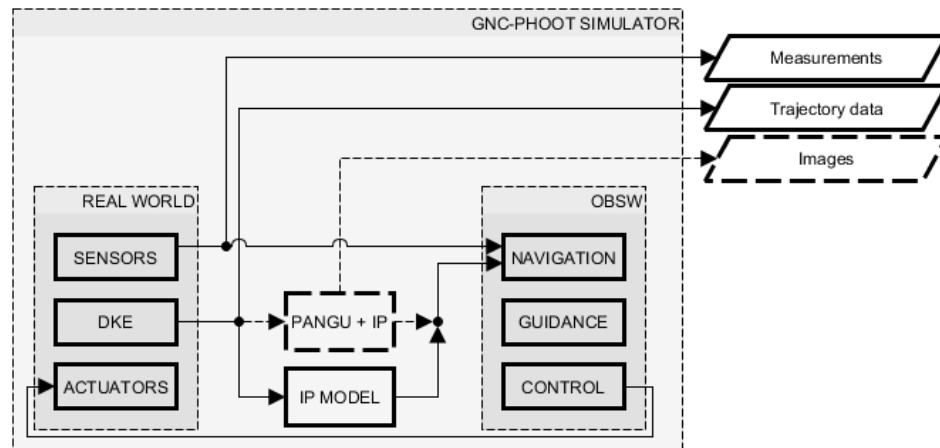 GNC-PHOOT SIMULATOR
Measurements
Trajectory data
Images
REAL WORLD
OBSW
SENSORS
NAVIGATION
DKE
PANGU + IP
GUIDANCE
ACTUATORS
IP MODEL
CONTROL